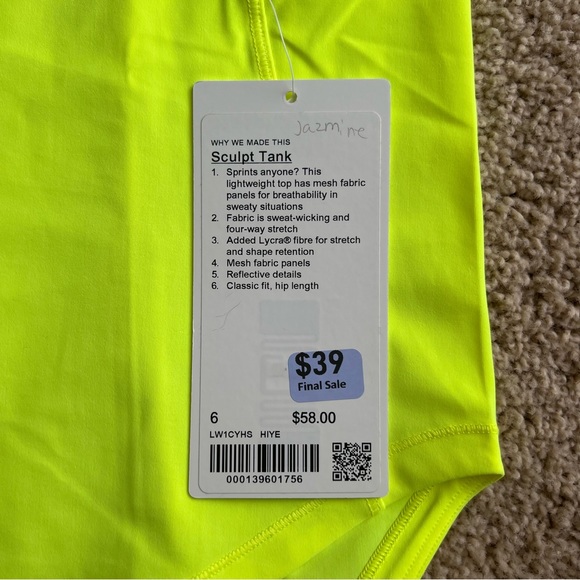 Jazmine
WHY WE MADE THIS
Sculpt Tank
1. Sprints anyone? This
lightweight top has mesh fabric
panels for breathability in
sweaty situations
2. Fabric is sweat-wicking and
four-way stretch
3. Added Lycra® fibre for stretch
and shape retention
4. Mesh fabric panels
5. Reflective details
6. Classic fit, hip length
$39
Final Sale
6 $58.00
LW1CYHS HIYE
000139601756